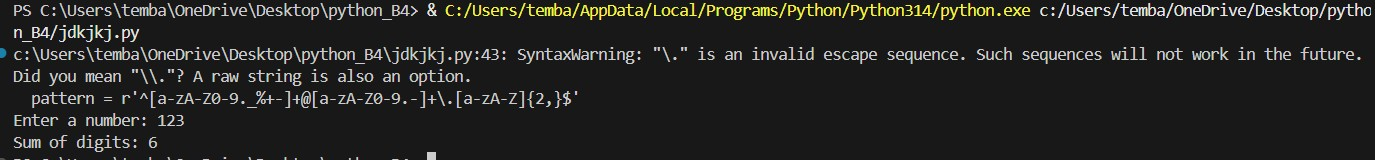 PS C:\Users\temba\OneDrive\Desktop\python_B4> & C:/Users/temba/AppData/Local/Programs/Python/Python314/python.exe c:/Users/temba/OneDrive/Desktop/pytho
n_B4/jdkjkj.py
c:\Users\temba\OneDrive\Desktop\python_B4\jdkjkj.py:43: SyntaxWarning: "\." is an invalid escape sequence. Such sequences will not work in the future.
Did you mean "\\."? A raw string is also an option.
  pattern = r'^[a-zA-Z0-9._%+-]+@[a-zA-Z0-9.-]+\.[a-zA-Z]{2,}$'
Enter a number: 123
Sum of digits: 6